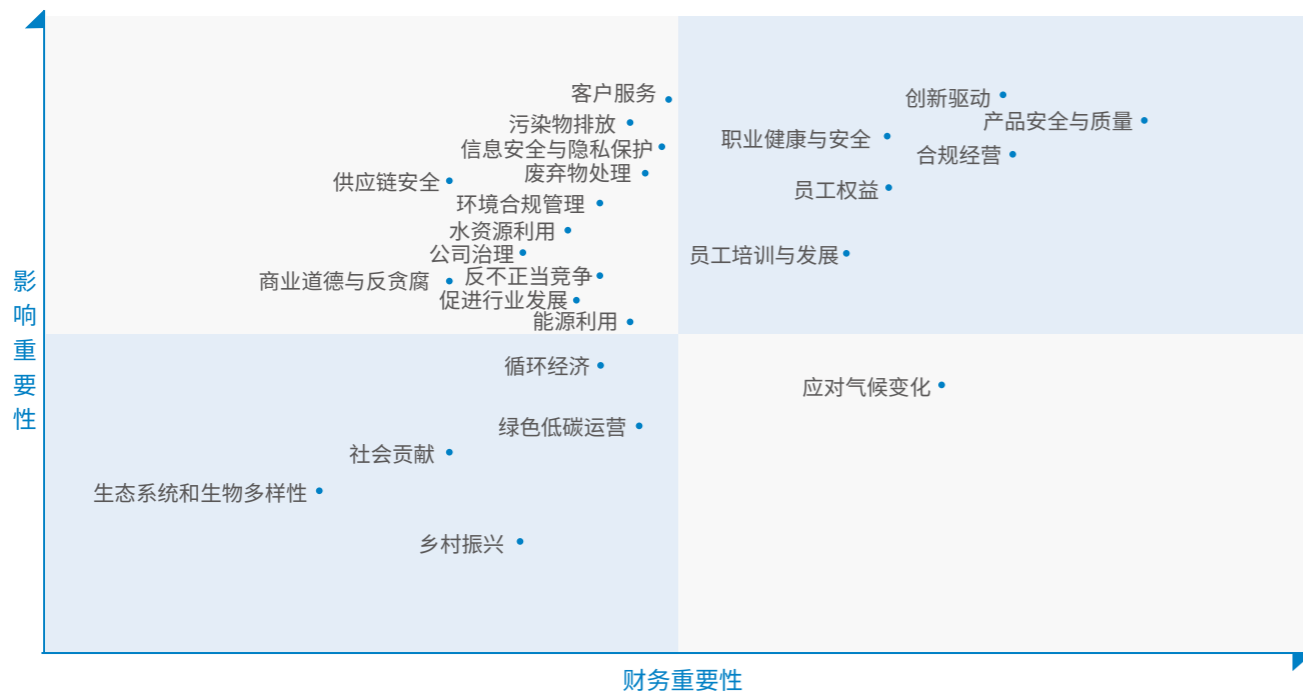 影响重要性
客户服务
创新驱动
污染物排放
产品安全与质量
职业健康与安全
信息安全与隐私保护
合规经营
废弃物处理
供应链安全
员工权益
环境合规管理
水资源利用
公司治理
员工培训与发展
反不正当竞争
商业道德与反贪腐
促进行业发展
能源利用
循环经济
应对气候变化
绿色低碳运营
社会贡献
生态系统和生物多样性
乡村振兴
财务重要性